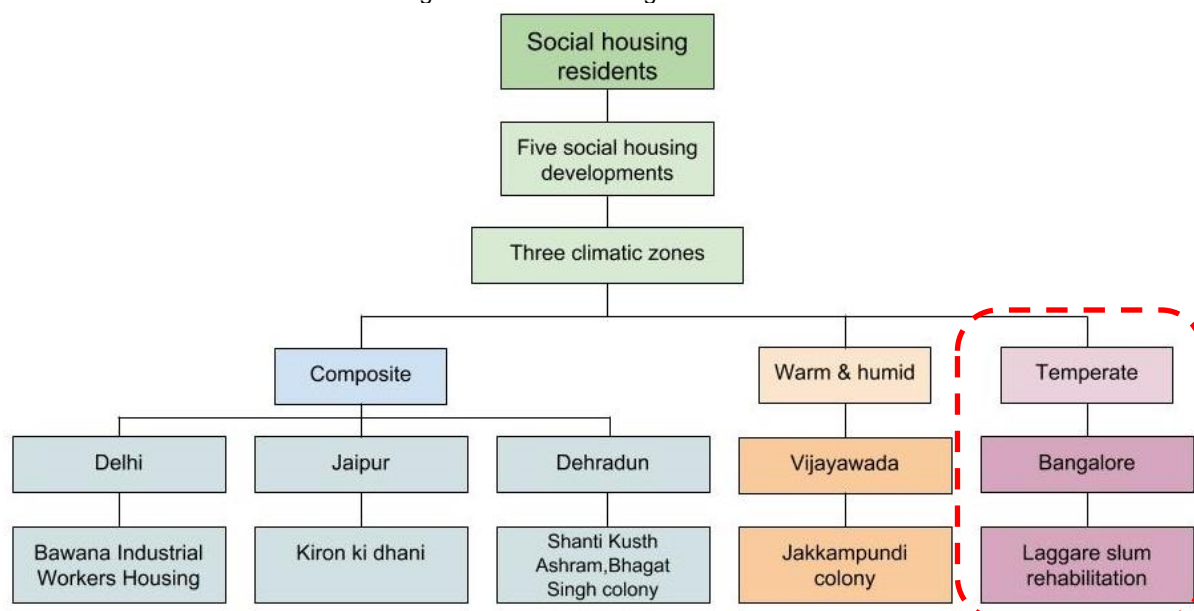 Social housing
residents
Five social housing
developments
Three climatic zones
Composite
Warm & humid
Temperate
Delhi
Jaipur
Dehradun
Vijayawada
Bangalore
Bawana Industrial
Workers Housing
Kiron ki dhani
Shanti Kusth
Ashram,Bhagat
Singh colony
Jakkampundi
colony
Laggare slum
rehabilitation